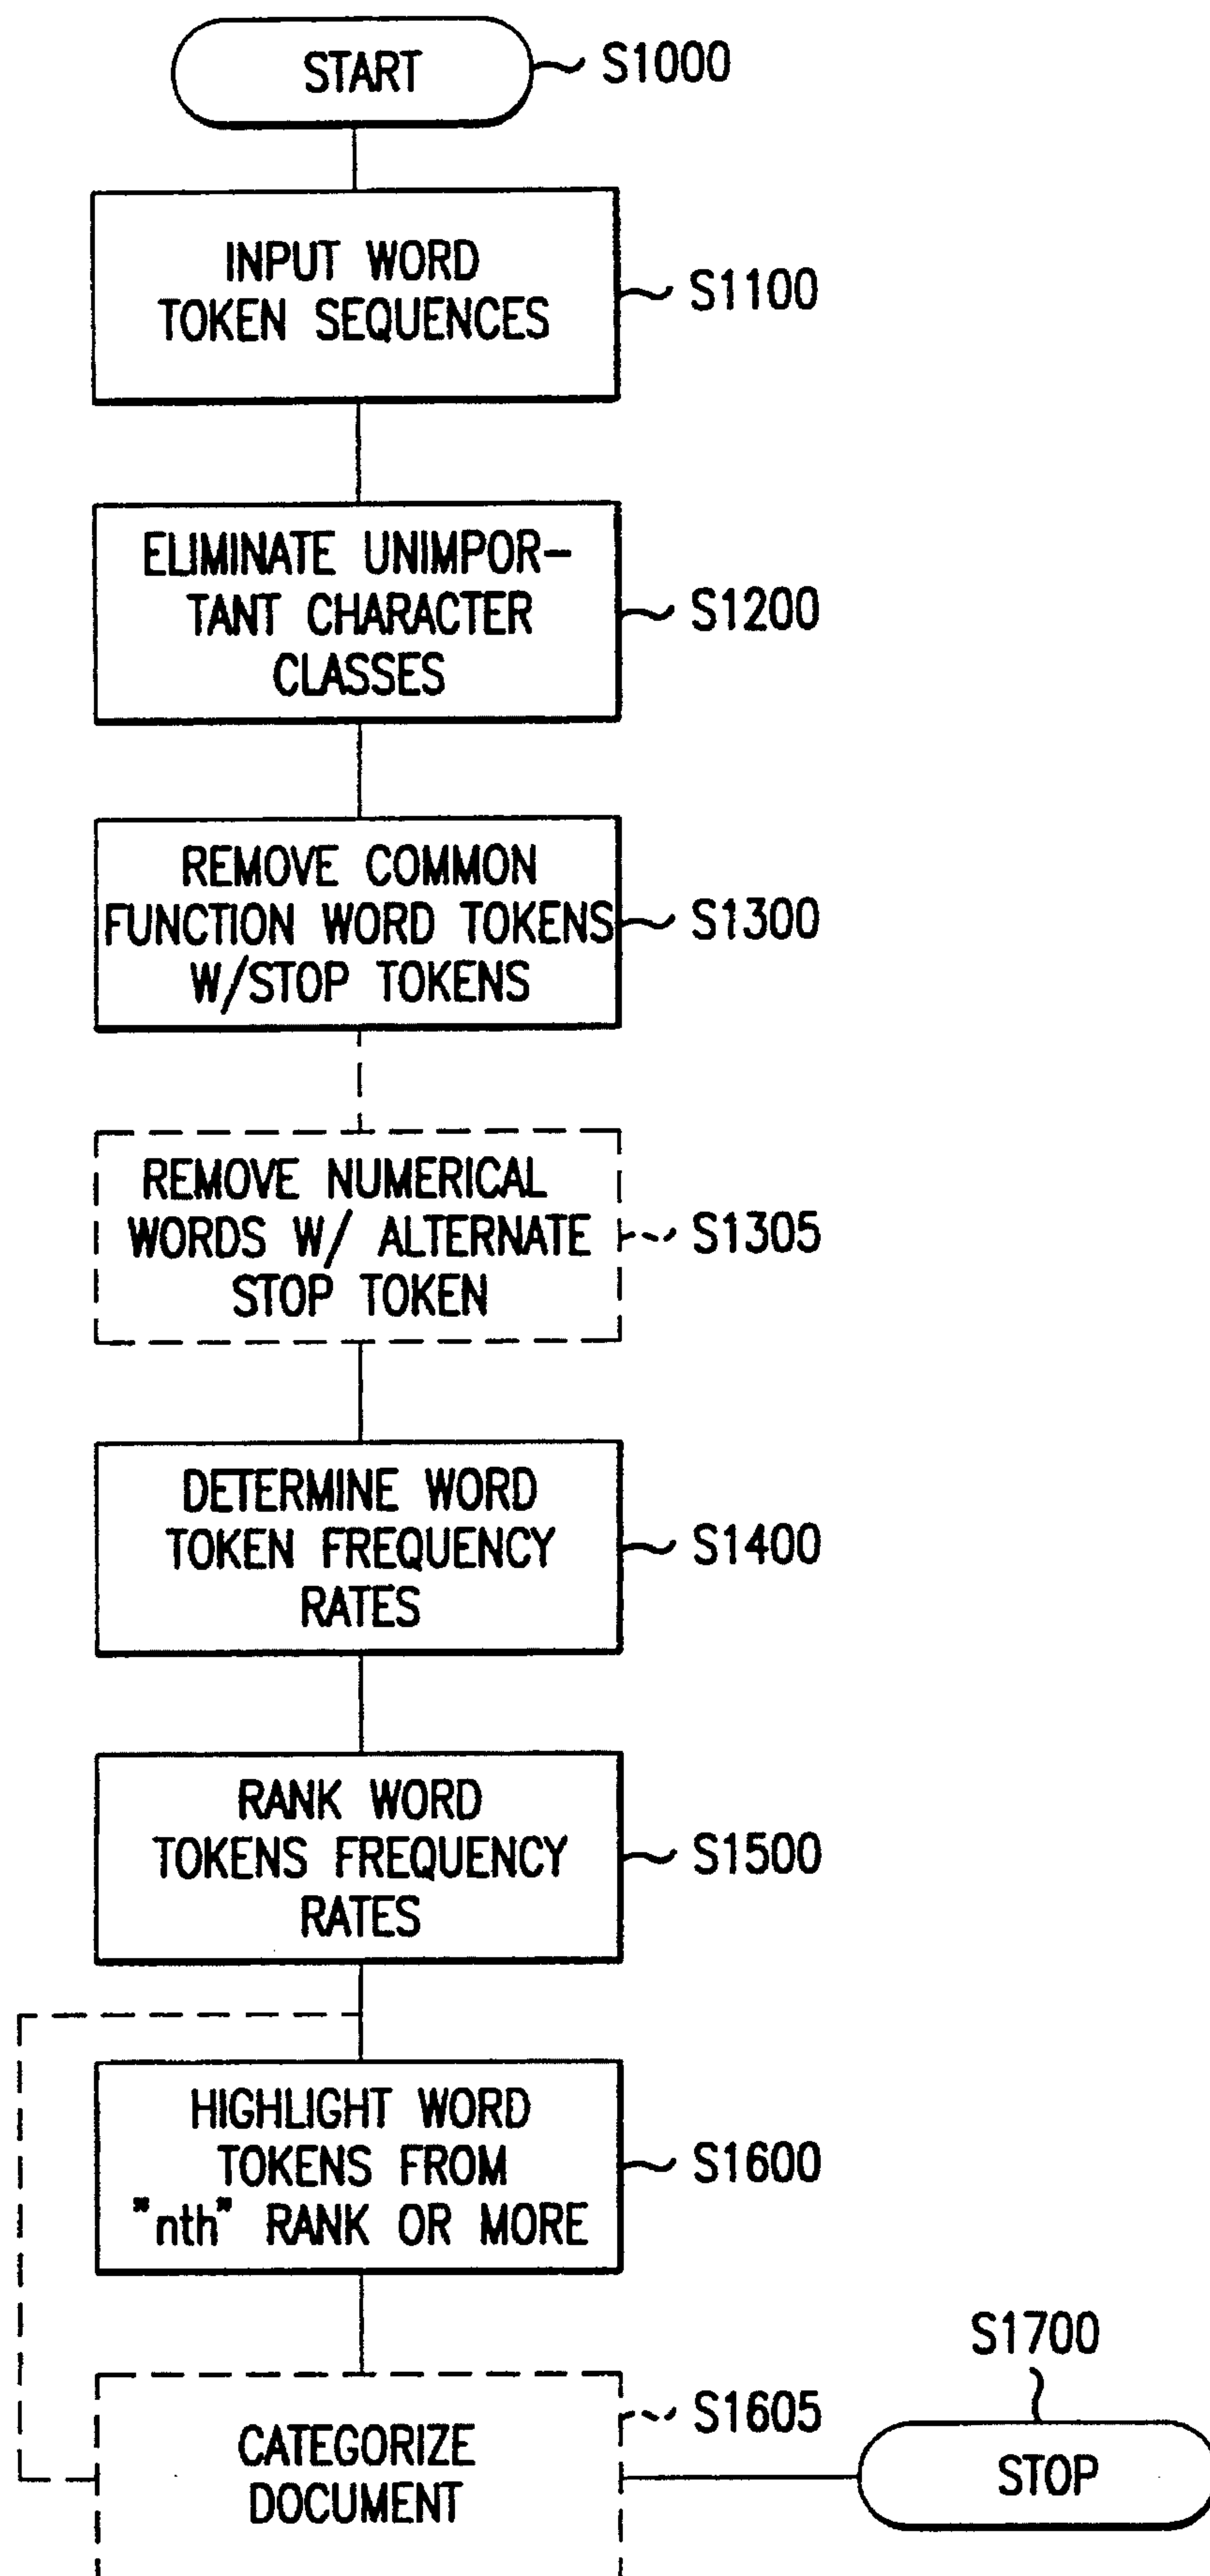 START
S1000
INPUT WORD
TOKEN SEQUENCES
S1100
ELIMINATE UNIMPOR-
TANT CHARACTER
CLASSES
S1200
REMOVE COMMON
FUNCTION WORD TOKENS
W/STOP TOKENS
S1300
REMOVE NUMERICAL
WORDS W/ ALTERNATE
STOP TOKEN
S1305
DETERMINE WORD
TOKEN FREQUENCY
RATES
S1400
RANK WORD
TOKENS FREQUENCY
RATES
S1500
HIGHLIGHT WORD
TOKENS FROM
"nth" RANK OR MORE
S1600
CATEGORIZE
DOCUMENT
S1605
S1700
STOP